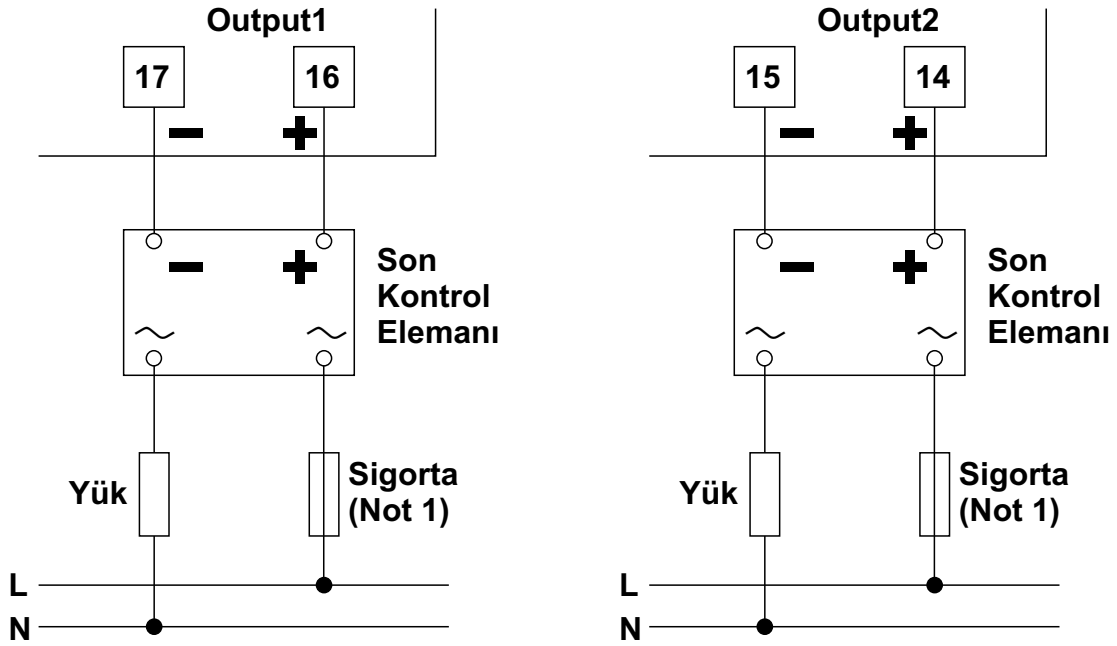 Output1
17
16
Son
Kontrol
Elemanı
Yük
Sigorta
(Not 1)
L
N
Output2
15
14
Son
Kontrol
Elemanı
Yük
Sigorta
(Not 1)
L
N